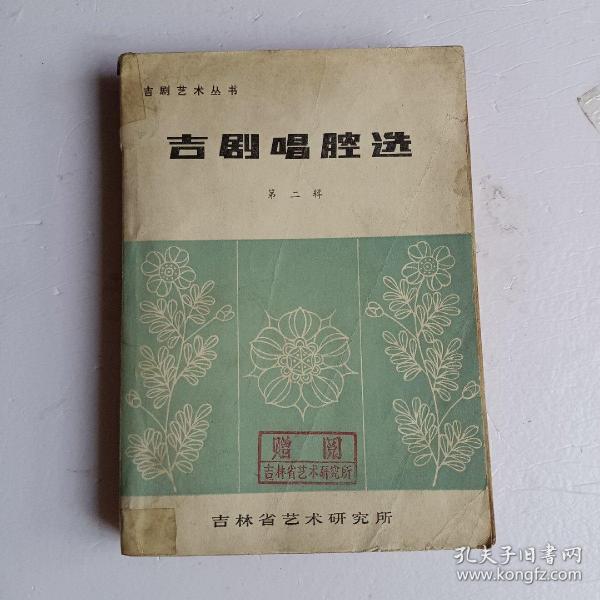 吉剧艺术丛书
吉剧唱腔选
第二辑
赠阅
吉林省艺术研究所
吉林省艺术研究所
孔夫子旧书网
www.kongfz.com